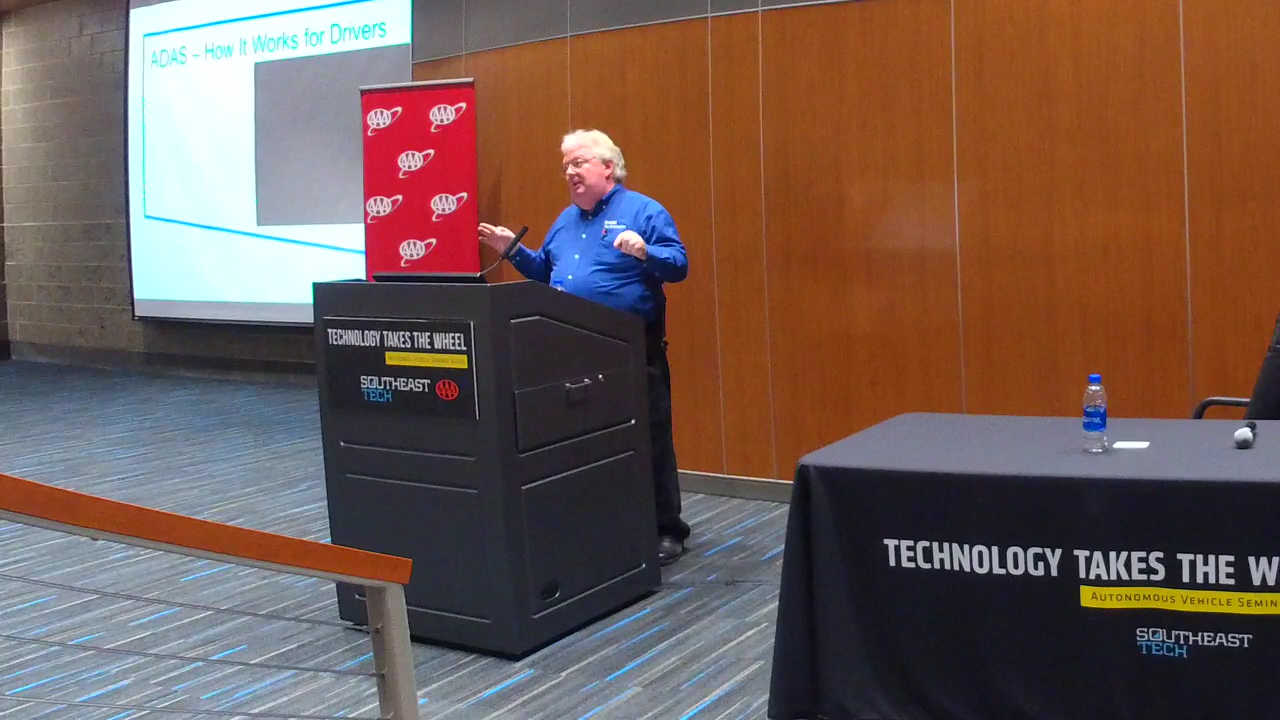 ADAS – How It Works for Drivers
AAA
AAA
AAA
AAA
AAA
AAA
TECHNOLOGY TAKES THE WHEEL
SOUTHEAST
TECH
AAA
TECHNOLOGY TAKES THE W
AUTONOMOUS VEHICLE SEMIN
SOUTHEAST
TECH